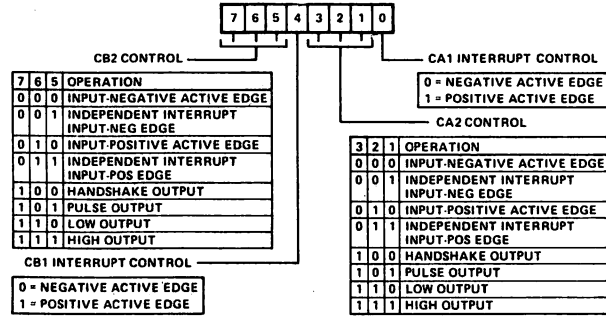 7 6 5 4 3 2 1 0
CB2 CONTROL
CA1 INTERRUPT CONTROL
0 = NEGATIVE ACTIVE EDGE
1 = POSITIVE ACTIVE EDGE
7 6 5 OPERATION
0 0 0 INPUT-NEGATIVE ACTIVE EDGE
0 0 1 INDEPENDENT INTERRUPT
INPUT-NEG EDGE
0 1 0 INPUT-POSITIVE ACTIVE EDGE
0 1 1 INDEPENDENT INTERRUPT
INPUT-POS EDGE
1 0 0 HANDSHAKE OUTPUT
1 0 1 PULSE OUTPUT
1 1 0 LOW OUTPUT
1 1 1 HIGH OUTPUT
CA2 CONTROL
3 2 1 OPERATION
0 0 0 INPUT-NEGATIVE ACTIVE EDGE
0 0 1 INDEPENDENT INTERRUPT
INPUT-NEG EDGE
0 1 0 INPUT-POSITIVE ACTIVE EDGE
0 1 1 INDEPENDENT INTERRUPT
INPUT-POS EDGE
1 0 0 HANDSHAKE OUTPUT
1 0 1 PULSE OUTPUT
1 1 0 LOW OUTPUT
1 1 1 HIGH OUTPUT
CB1 INTERRUPT CONTROL
0 = NEGATIVE ACTIVE EDGE
1 = POSITIVE ACTIVE EDGE